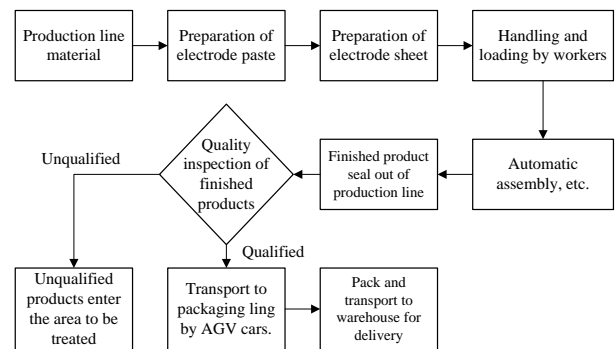 Production line
material
Preparation of
electrode paste
Preparation of
electrode sheet
Handling and
loading by workers
Automatic
assembly, etc.
Finished product
seal out of
production line
Quality
inspection of
finished
products
Unqualified
Qualified
Unqualified
products enter
the area to be
treated
Transport to
packaging ling
by AGV cars.
Pack and
transport to
warehouse for
delivery